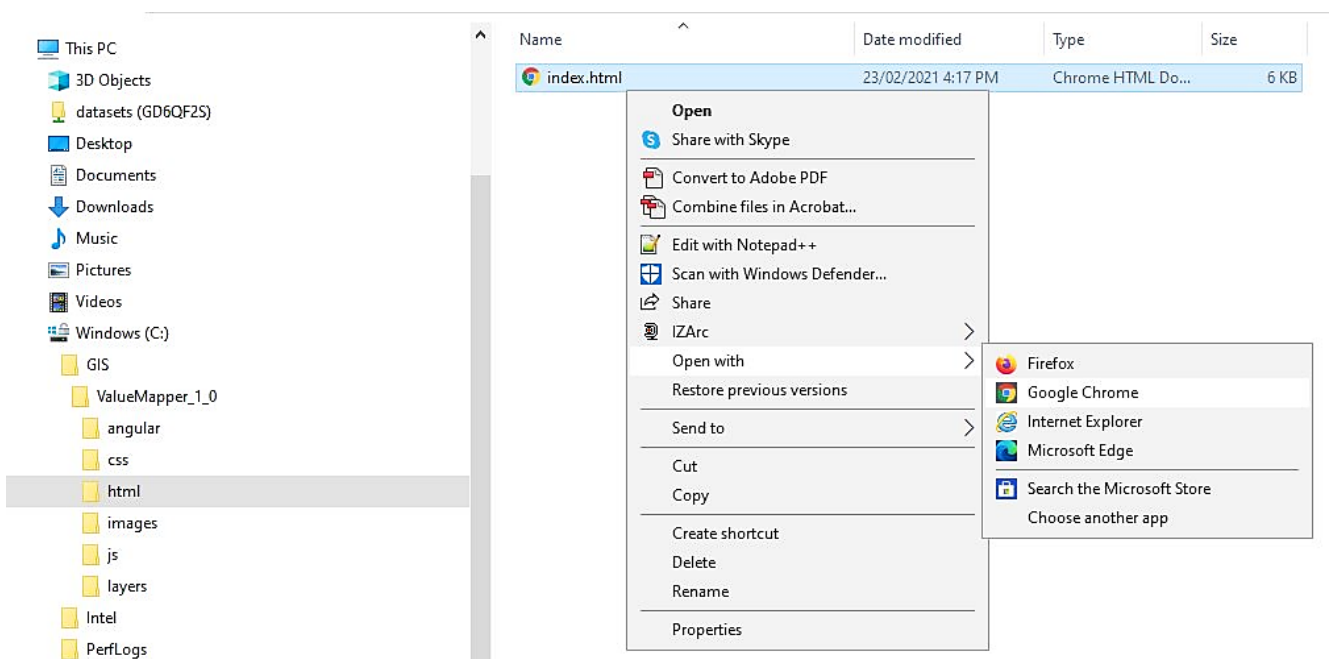 This PC
3D Objects
datasets (GD6QF2S)
Desktop
Documents
Downloads
Music
Pictures
Videos
Windows (C:)
GIS
ValueMapper_1_0
angular
css
html
images
js
layers
Intel
PerfLogs
Name Date modified Type Size
index.html 23/02/2021 4:17 PM Chrome HTML Do... 6 KB
Open
Share with Skype
Convert to Adobe PDF
Combine files in Acrobat...
Edit with Notepad++
Scan with Windows Defender...
Share
IZArc
Open with
Restore previous versions
Send to
Cut
Copy
Create shortcut
Delete
Rename
Properties
Firefox
Google Chrome
Internet Explorer
Microsoft Edge
Search the Microsoft Store
Choose another app